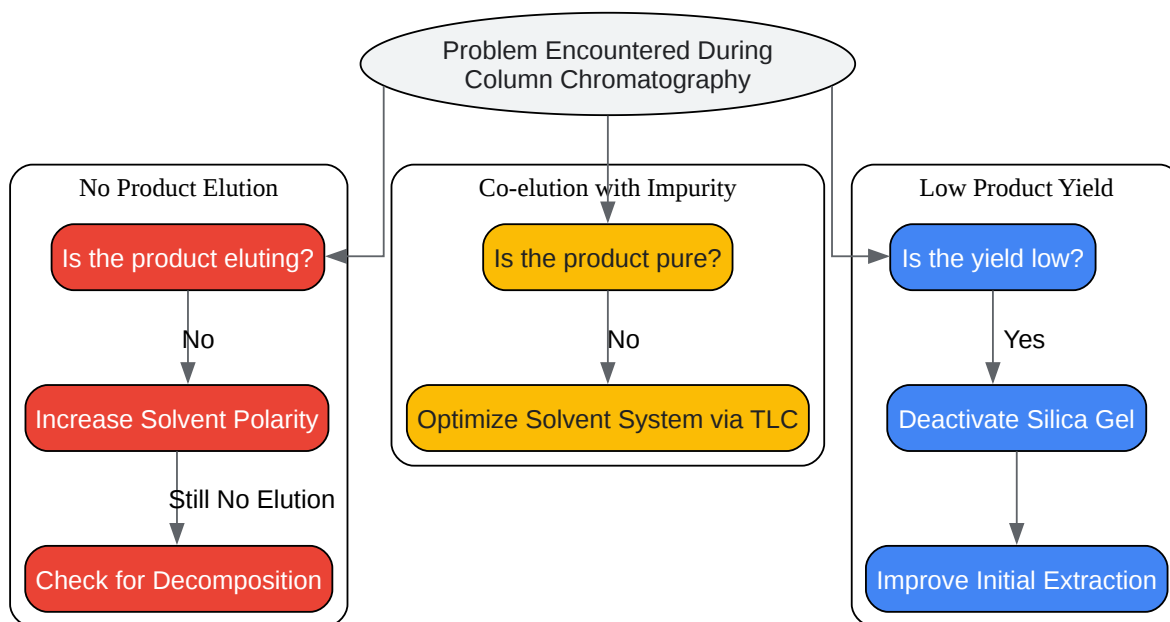 Problem Encountered During
Column Chromatography
No Product Elution
Is the product eluting?
No
Increase Solvent Polarity
Still No Elution
Check for Decomposition
Co-elution with Impurity
Is the product pure?
No
Optimize Solvent System via TLC
Low Product Yield
Is the yield low?
Yes
Deactivate Silica Gel
Improve Initial Extraction